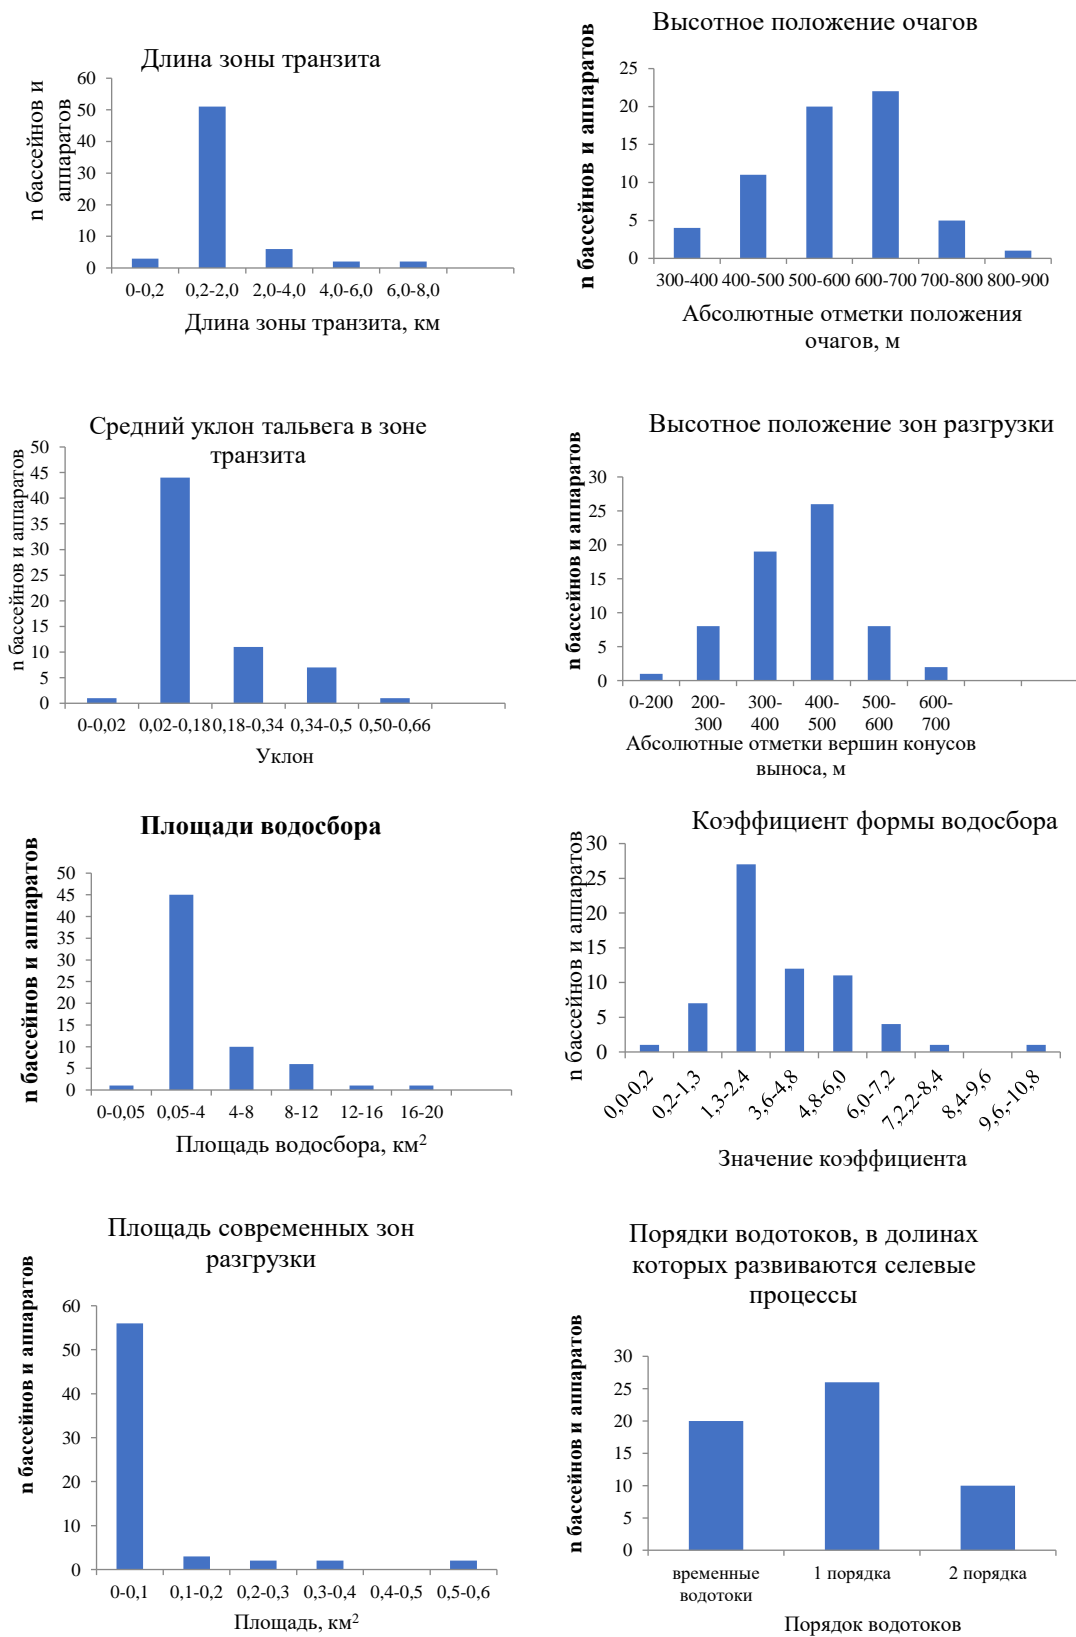 Длина зоны транзита
n бассейнов и
аппаратов
60
50
40
30
20
10
0
0-0,2 0,2-2,0 2,0-4,0 4,0-6,0 6,0-8,0
Длина зоны транзита, км
Высотное положение очагов
n бассейнов и аппаратов
25
20
15
10
5
0
300-400 400-500 500-600 600-700 700-800 800-900
Абсолютные отметки положения
очагов, м
Средний уклон тальвега в зоне
транзита
n бассейнов и аппаратов
50
45
40
35
30
25
20
15
10
5
0
0-0,02 0,02-0,18 0,18-0,34 0,34-0,5 0,50-0,66
Уклон
Высотное положение зон разгрузки
n бассейнов и аппаратов
30
25
20
15
10
5
0
0-200 200-300 300-400 400-500 500-600 600-700
Абсолютные отметки вершин конусов
выноса, м
Площади водосбора
n бассейнов и аппаратов
50
45
40
35
30
25
20
15
10
5
0
0-0,05 0,05-4 4-8 8-12 12-16 16-20
Площадь водосбора, км²
Коэффициент формы водосбора
n бассейнов и аппаратов
30
25
20
15
10
5
0
0,0-0,2 0,2-1,3 1,3-2,4 3,6-4,8 4,8-6,0 6,0-7,2 7,2,2-8,4 8,4-9,6 9,6,-10,8
Значение коэффициента
Площадь современных зон
разгрузки
n бассейнов и аппаратов
60
50
40
30
20
10
0
0-0,1 0,1-0,2 0,2-0,3 0,3-0,4 0,4-0,5 0,5-0,6
Площадь, км²
Порядки водотоков, в долинах
которых развиваются селевые
процессы
n бассейнов и аппаратов
30
25
20
15
10
5
0
временные 1 порядка 2 порядка
водотоки
Порядок водотоков